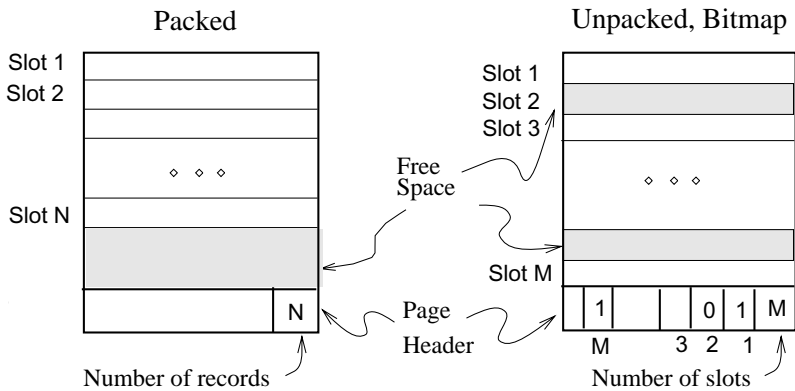 Packed
Slot 1
Slot 2
Slot N
N
Number of records
Free
Space
Page
Header
Unpacked, Bitmap
Slot 1
Slot 2
Slot 3
Slot M
1 0 1 M
M 3 2 1
Number of slots